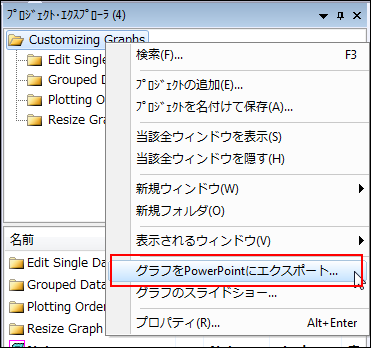 プロジェクト・エクスプローラ (4)
Customizing Graphs
Edit Single
Grouped D
Plotting O
Resize Gra
検索(F)... F3
プロジェクトの追加(E)...
プロジェクトを名付けて保存(A)...
当該全ウィンドウを表示(S)
当該全ウィンドウを隠す(H)
新規ウィンドウ(W)
新規フォルダ(O)
表示されるウィンドウ(V)
グラフをPowerPointにエクスポート...
グラフのスライドショー...
プロパティ(R)... Alt+Enter
名前
Edit Single Da
Grouped Data
Plotting Order
Resize Graph